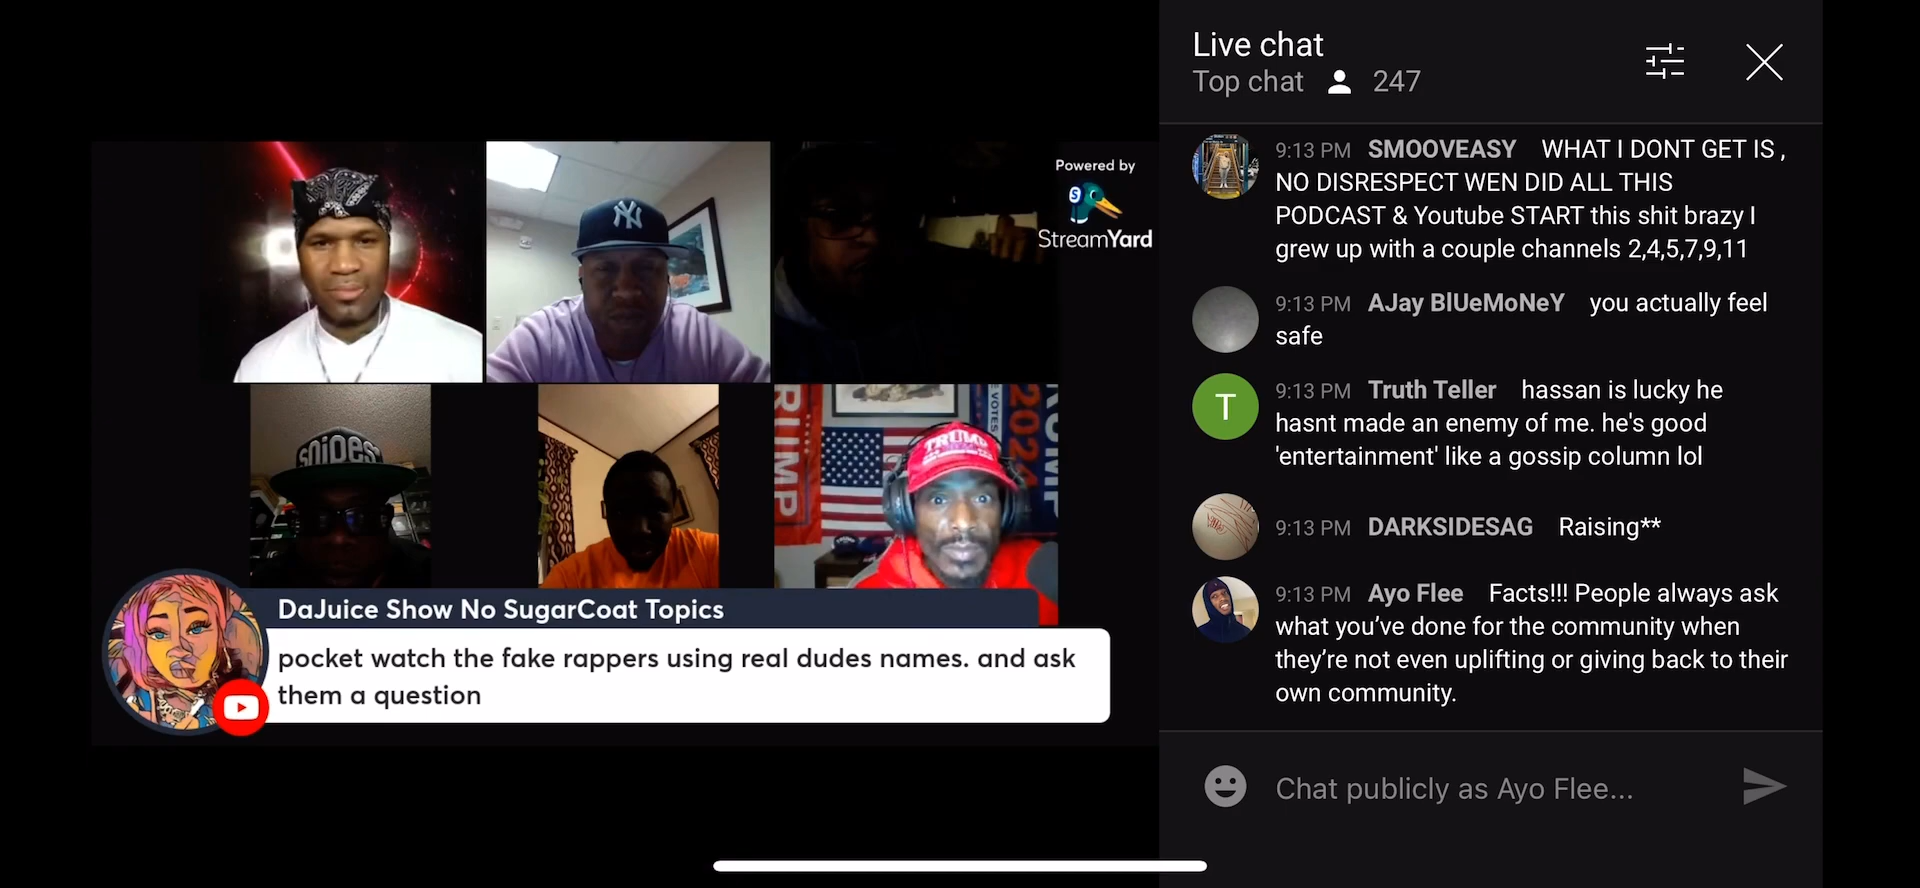 Powered by
S
StreamYard
NY
snipes
TRUMP
VOTES
2024
TRUMP
DaJuice Show No SugarCoat Topics
pocket watch the fake rappers using real dudes names. and ask
them a question
Live chat
Top chat 247
9:13 PM SMOOVEASY WHAT I DONT GET IS ,
NO DISRESPECT WEN DID ALL THIS
PODCAST & Youtube START this shit brazy I
grew up with a couple channels 2,4,5,7,9,11
9:13 PM AJay BlUeMoNeY you actually feel
safe
T
9:13 PM Truth Teller hassan is lucky he
hasnt made an enemy of me. he's good
'entertainment' like a gossip column lol
9:13 PM DARKSIDESAG Raising**
9:13 PM Ayo Flee Facts!!! People always ask
what you’ve done for the community when
they’re not even uplifting or giving back to their
own community.
Chat publicly as Ayo Flee...